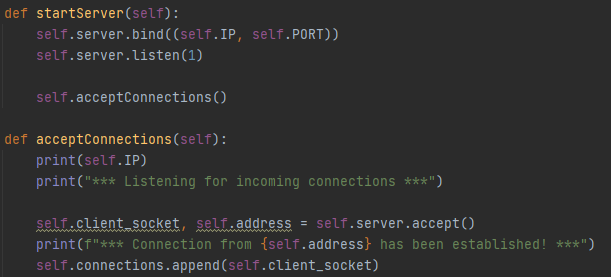 def startServer(self):
    self.server.bind((self.IP, self.PORT))
    self.server.listen(1)

    self.acceptConnections()

def acceptConnections(self):
    print(self.IP)
    print("*** Listening for incoming connections ***")

    self.client_socket, self.address = self.server.accept()
    print(f"*** Connection from {self.address} has been established! ***")
    self.connections.append(self.client_socket)